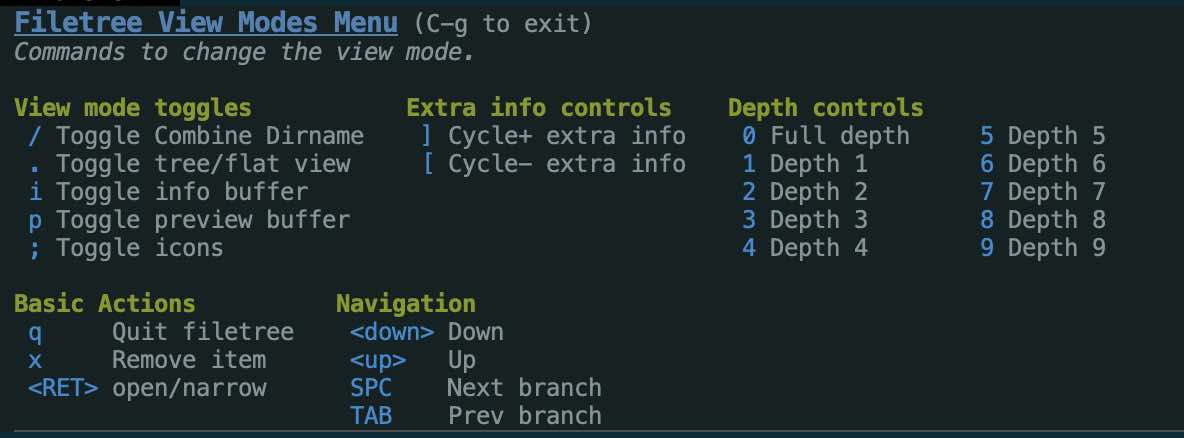 Filetree View Modes Menu (C-g to exit)
Commands to change the view mode.
View mode toggles Extra info controls Depth controls
/ Toggle Combine Dirname ] Cycle+ extra info 0 Full depth 5 Depth 5
. Toggle tree/flat view [ Cycle- extra info 1 Depth 1 6 Depth 6
i Toggle info buffer 2 Depth 2 7 Depth 7
p Toggle preview buffer 3 Depth 3 8 Depth 8
; Toggle icons 4 Depth 4 9 Depth 9
Basic Actions Navigation
q Quit filetree <down> Down
x Remove item <up> Up
<RET> open/narrow SPC Next branch
TAB Prev branch